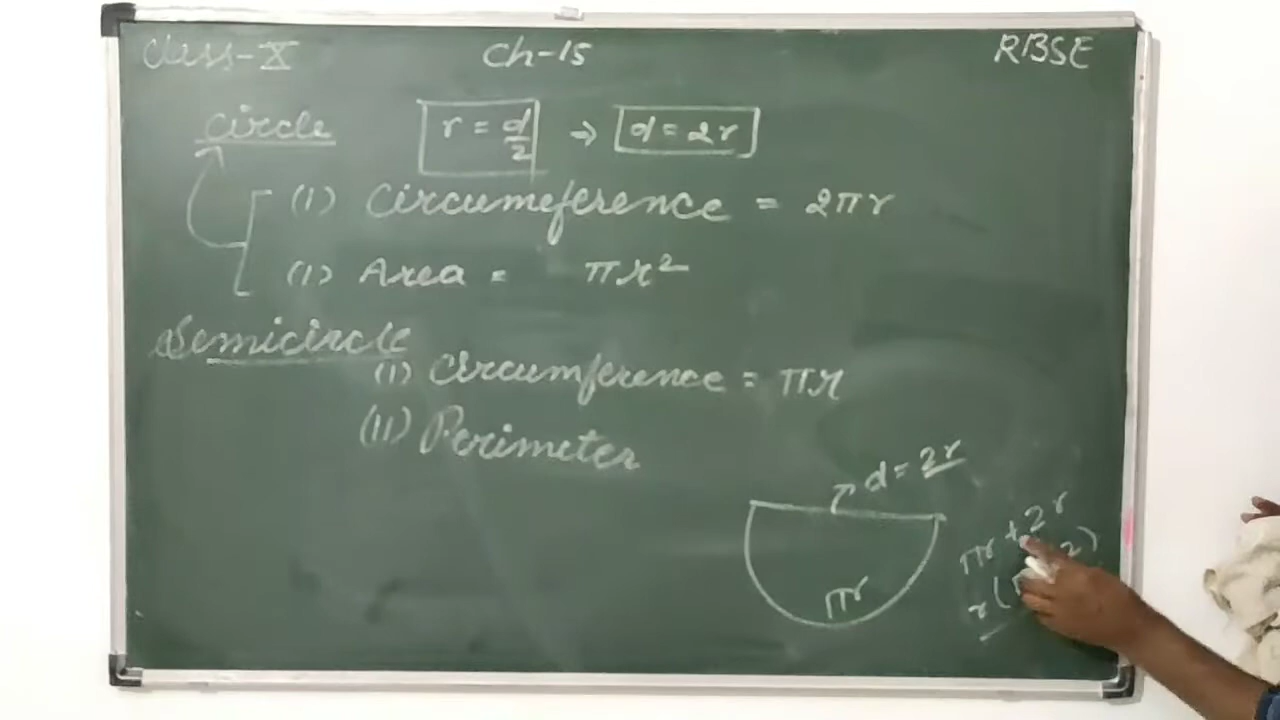 Class-X Ch-15 RBSE
circle r = d/2 → d = 2r
(I) Circumeference = 2πr
(I) Area = πr²
Semicircle
(I) Circumference = πr
(II) Perimeter
d = 2r
πr
πr + 2r
r(π 2)